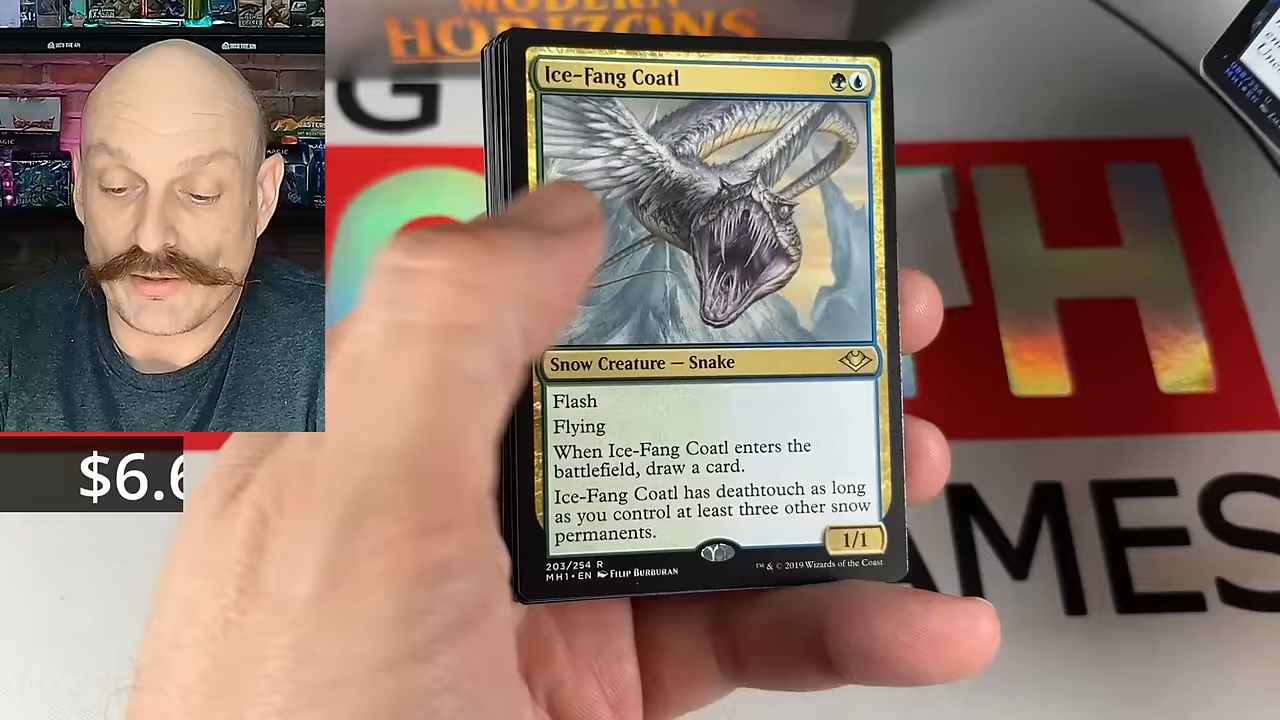 MODERN
HORIZONS
G
H
AMES
$6.6
MAGIC
Ice-Fang Coatl
Snow Creature — Snake
Flash
Flying
When Ice-Fang Coatl enters the
battlefield, draw a card.
Ice-Fang Coatl has deathtouch as long
as you control at least three other snow
permanents.
1/1
203/254 R
MH1 • EN FILIP BURBURAN
™ & © 2019 Wizards of the Coast